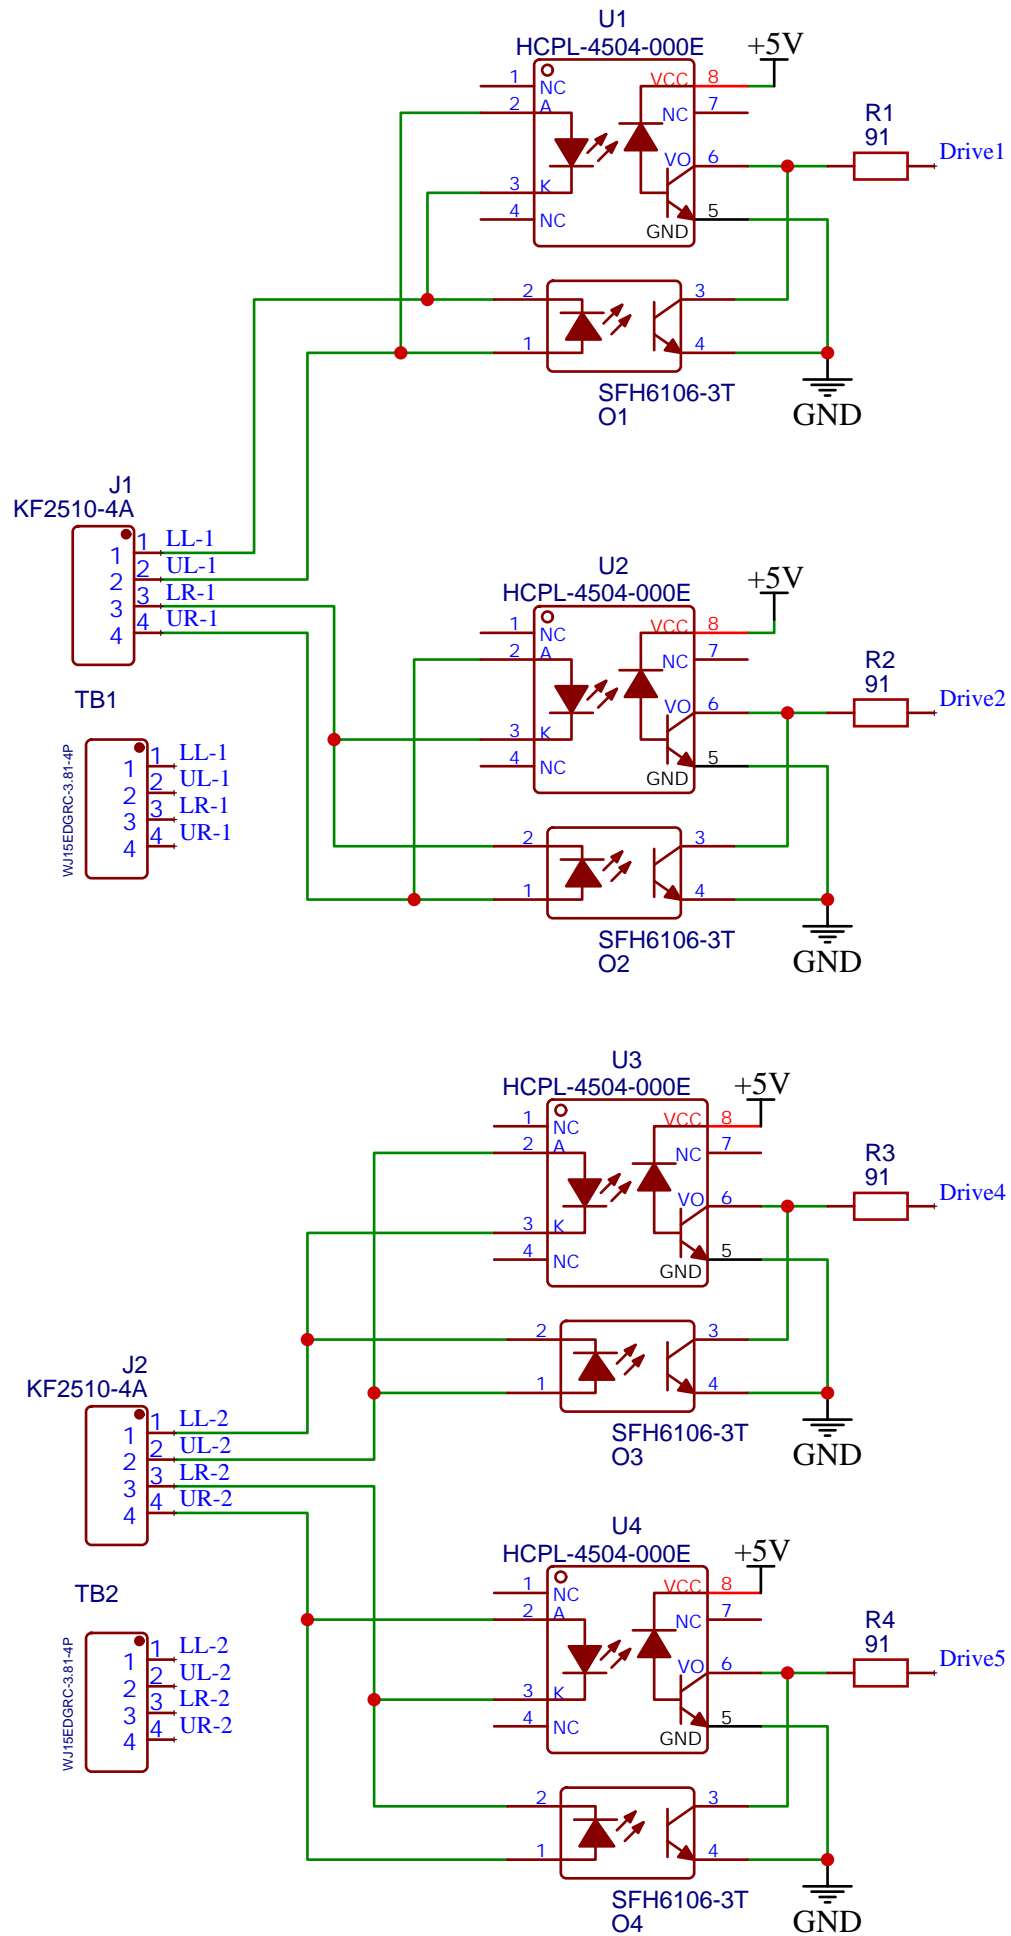 U1
HCPL-4504-000E
+5V
1 NC
2 A
3 K
4 NC
VCC 8
NC 7
VO 6
GND 5
R1
91
Drive1
2
1
3
4
SFH6106-3T
O1
GND
J1
KF2510-4A
1 1 LL-1
2 2 UL-1
3 3 LR-1
4 4 UR-1
U2
HCPL-4504-000E
+5V
1 NC
2 A
3 K
4 NC
VCC 8
NC 7
VO 6
GND 5
R2
91
Drive2
TB1
WJ15EDGRC-3.81-4P
1 1 LL-1
2 2 UL-1
3 3 LR-1
4 4 UR-1
2
1
3
4
SFH6106-3T
O2
GND
U3
HCPL-4504-000E
+5V
1 NC
2 A
3 K
4 NC
VCC 8
NC 7
VO 6
GND 5
R3
91
Drive4
2
1
3
4
SFH6106-3T
O3
GND
J2
KF2510-4A
1 1 LL-2
2 2 UL-2
3 3 LR-2
4 4 UR-2
U4
HCPL-4504-000E
+5V
1 NC
2 A
3 K
4 NC
VCC 8
NC 7
VO 6
GND 5
R4
91
Drive5
TB2
WJ15EDGRC-3.81-4P
1 1 LL-2
2 2 UL-2
3 3 LR-2
4 4 UR-2
2
1
3
4
SFH6106-3T
O4
GND